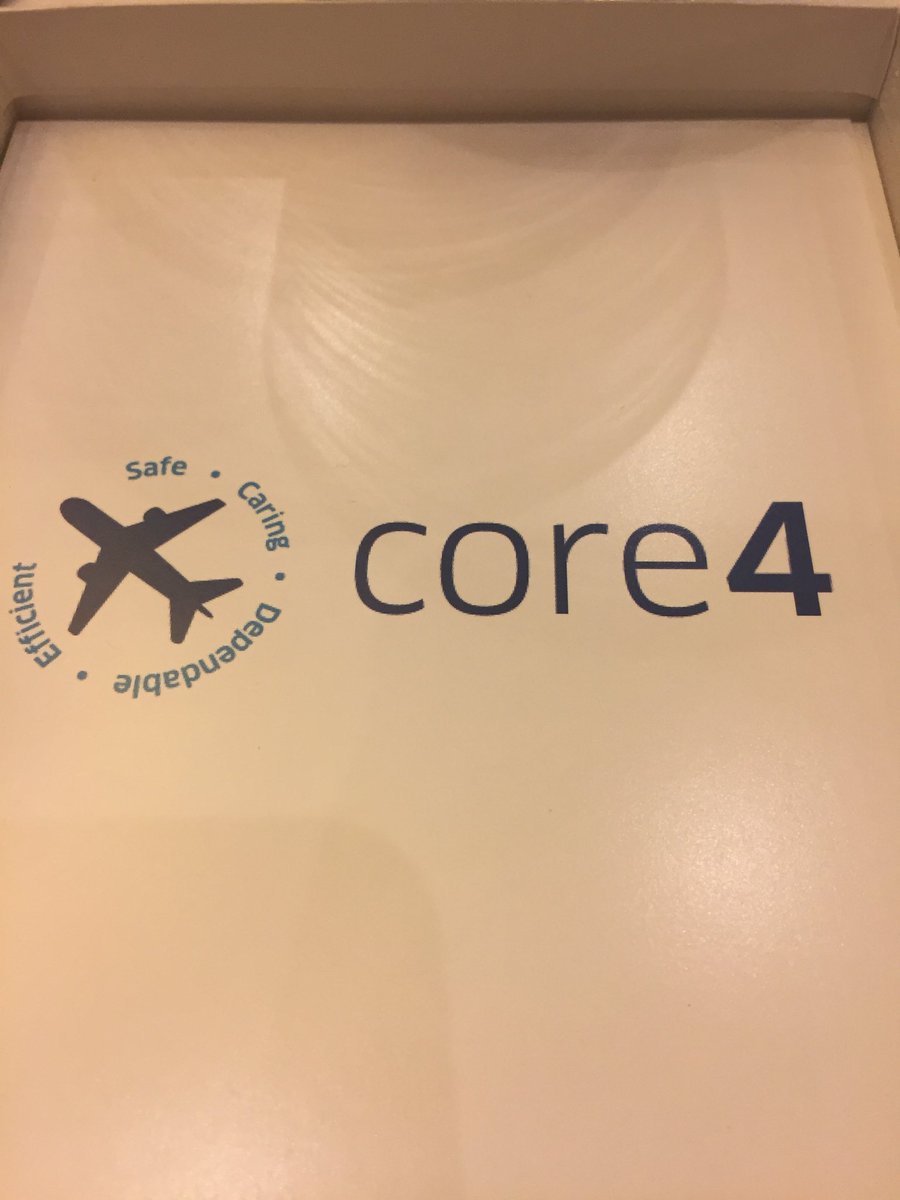 Safe • Caring • Dependable • Efficient
core4